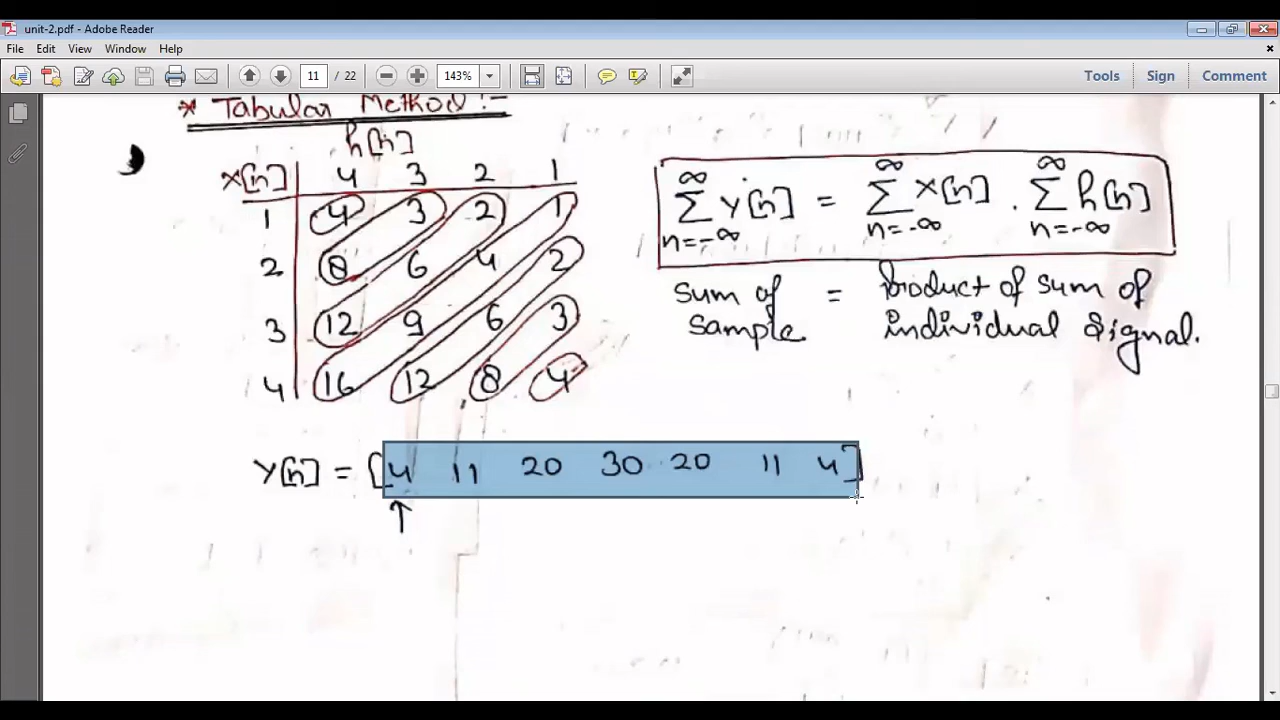 unit-2.pdf - Adobe Reader
File Edit View Window Help
11 / 22 143% Tools Sign Comment
* Tabular Method :-
h[n]
x[n] 4 3 2 1
1 4 3 2 1
2 8 6 4 2
3 12 9 6 3
4 16 12 8 4
∞ ∞ ∞
Σ y[n] = Σ x[n] . Σ h[n]
n=-∞ n=-∞ n=-∞
sum of = product of sum of
sample individual signal.
y[n] = [4 11 20 30 20 11 4]
↑